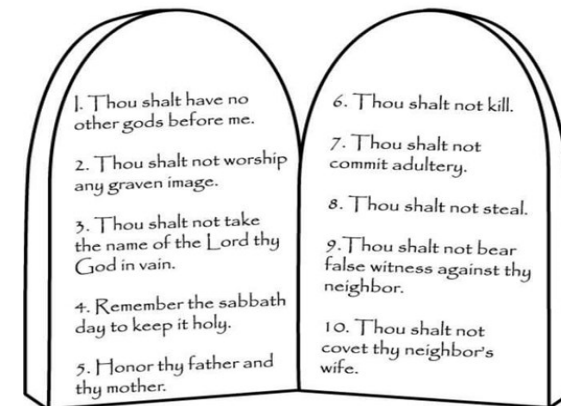 1. Thou shalt have no
other gods before me.
2. Thou shalt not worship
any graven image.
3. Thou shalt not take
the name of the Lord thy
God in vain.
4. Remember the sabbath
day to keep it holy.
5. Honor thy father and
thy mother.
6. Thou shalt not kill.
7. Thou shalt not
commit adultery.
8. Thou shalt not steal.
9.Thou shalt not bear
false witness against thy
neighbor.
10. Thou shalt not
covet thy neighbor's
wife.